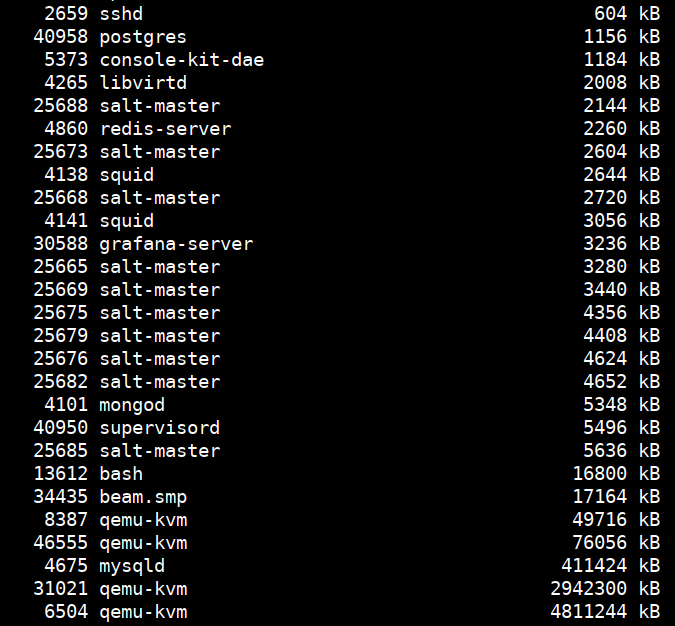 2659 sshd 604 kB
40958 postgres 1156 kB
5373 console-kit-dae 1184 kB
4265 libvirtd 2008 kB
25688 salt-master 2144 kB
4860 redis-server 2260 kB
25673 salt-master 2604 kB
4138 squid 2644 kB
25668 salt-master 2720 kB
4141 squid 3056 kB
30588 grafana-server 3236 kB
25665 salt-master 3280 kB
25669 salt-master 3440 kB
25675 salt-master 4356 kB
25679 salt-master 4408 kB
25676 salt-master 4624 kB
25682 salt-master 4652 kB
4101 mongod 5348 kB
40950 supervisord 5496 kB
25685 salt-master 5636 kB
13612 bash 16800 kB
34435 beam.smp 17164 kB
8387 qemu-kvm 49716 kB
46555 qemu-kvm 76056 kB
4675 mysqld 411424 kB
31021 qemu-kvm 2942300 kB
6504 qemu-kvm 4811244 kB